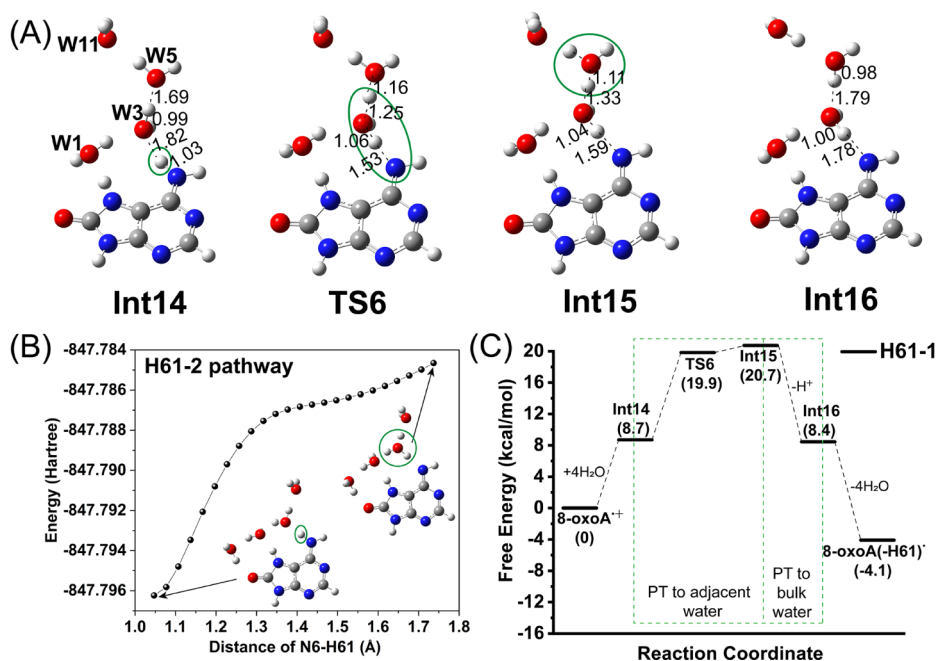 (A)
W11
W5
1.69
W3
0.99
1.82
W1
1.03
Int14
1.16
1.25
1.06
1.53
TS6
1.11
1.33
1.04
1.59
Int15
0.98
1.79
1.00
1.78
Int16
(B)
H61-2 pathway
Energy (Hartree)
-847.784
-847.786
-847.788
-847.790
-847.792
-847.794
-847.796
1.0 1.1 1.2 1.3 1.4 1.5 1.6 1.7 1.8
Distance of N6-H61 (Å)
(C)
Free Energy (kcal/mol)
20
16
12
8
4
0
-4
-8
-12
-16
H61-1
8-oxoA·+
(0)
+4H₂O
Int14
(8.7)
TS6
(19.9)
Int15
(20.7)
-H⁺
Int16
(8.4)
-4H₂O
8-oxoA(-H61)·
(-4.1)
PT to adjacent
water
PT to
bulk
water
Reaction Coordinate